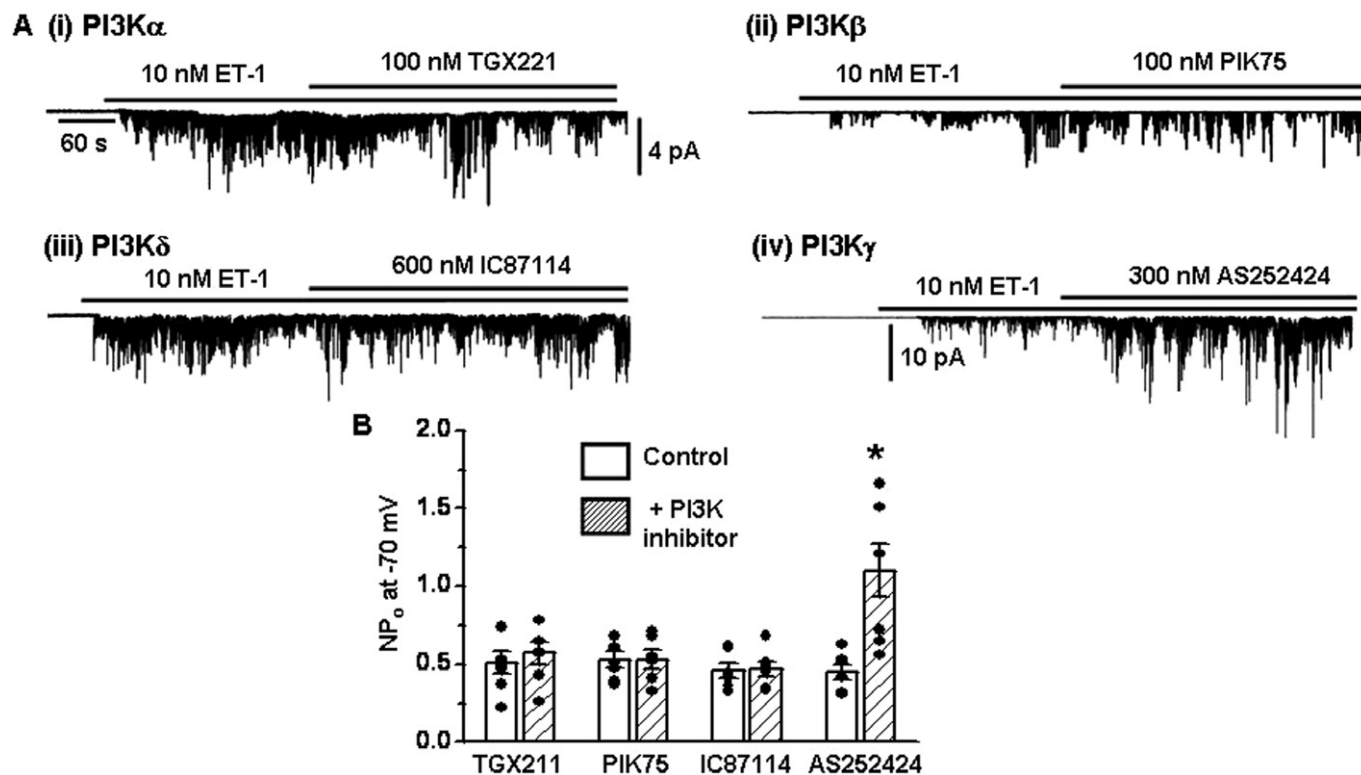 A (i) PI3Kα
(ii) PI3Kβ
100 nM TGX221
10 nM ET-1
60 s
4 pA
100 nM PIK75
10 nM ET-1
(iii) PI3Kδ
(iv) PI3Kγ
600 nM IC87114
10 nM ET-1
300 nM AS252424
10 nM ET-1
10 pA
B
2.0
1.5
1.0
0.5
0.0
NPo at -70 mV
Control
+ PI3K
inhibitor
*
TGX211
PIK75
IC87114
AS252424